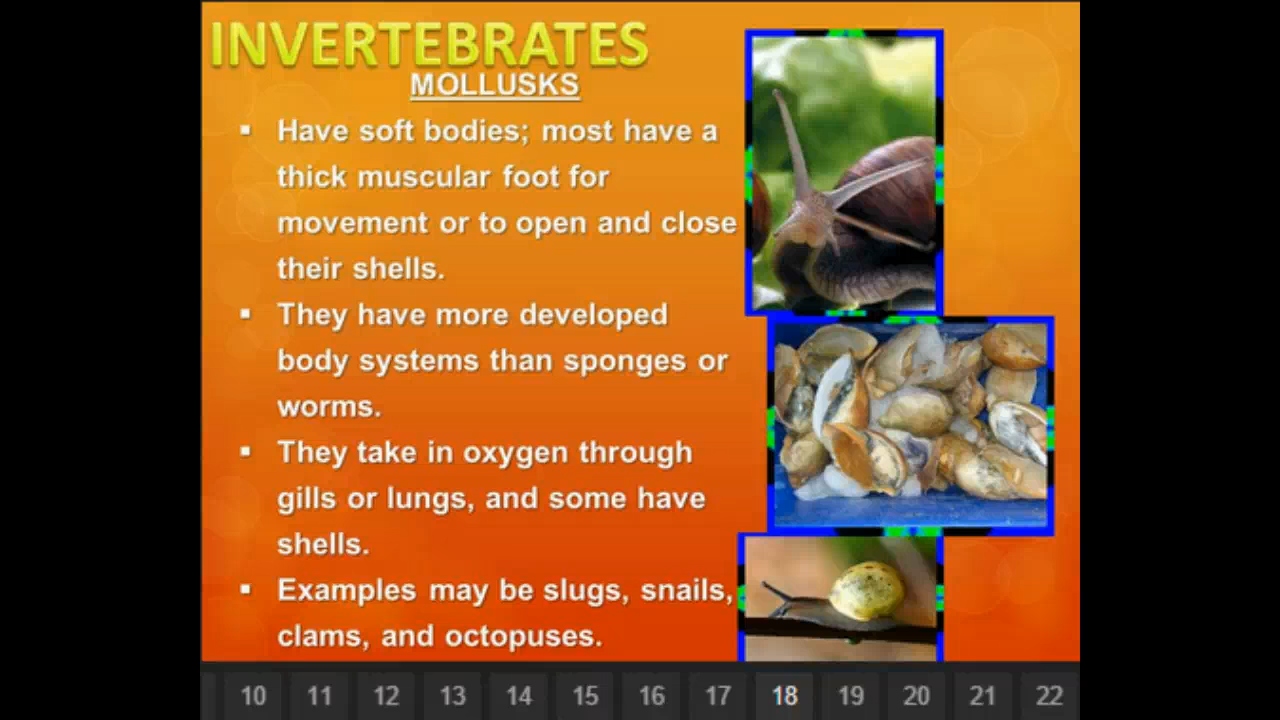 INVERTEBRATES
MOLLUSKS
▪ Have soft bodies; most have a
thick muscular foot for
movement or to open and close
their shells.
▪ They have more developed
body systems than sponges or
worms.
▪ They take in oxygen through
gills or lungs, and some have
shells.
▪ Examples may be slugs, snails,
clams, and octopuses.
10 11 12 13 14 15 16 17 18 19 20 21 22